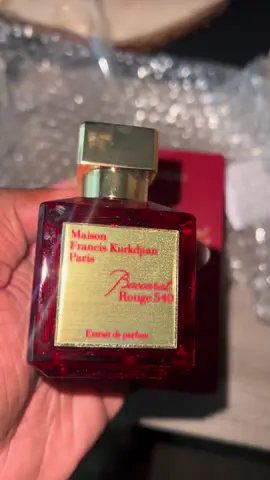 Maison
Francis Kurkdjian
Paris
Baccarat
Rouge 540
Extrait de parfum